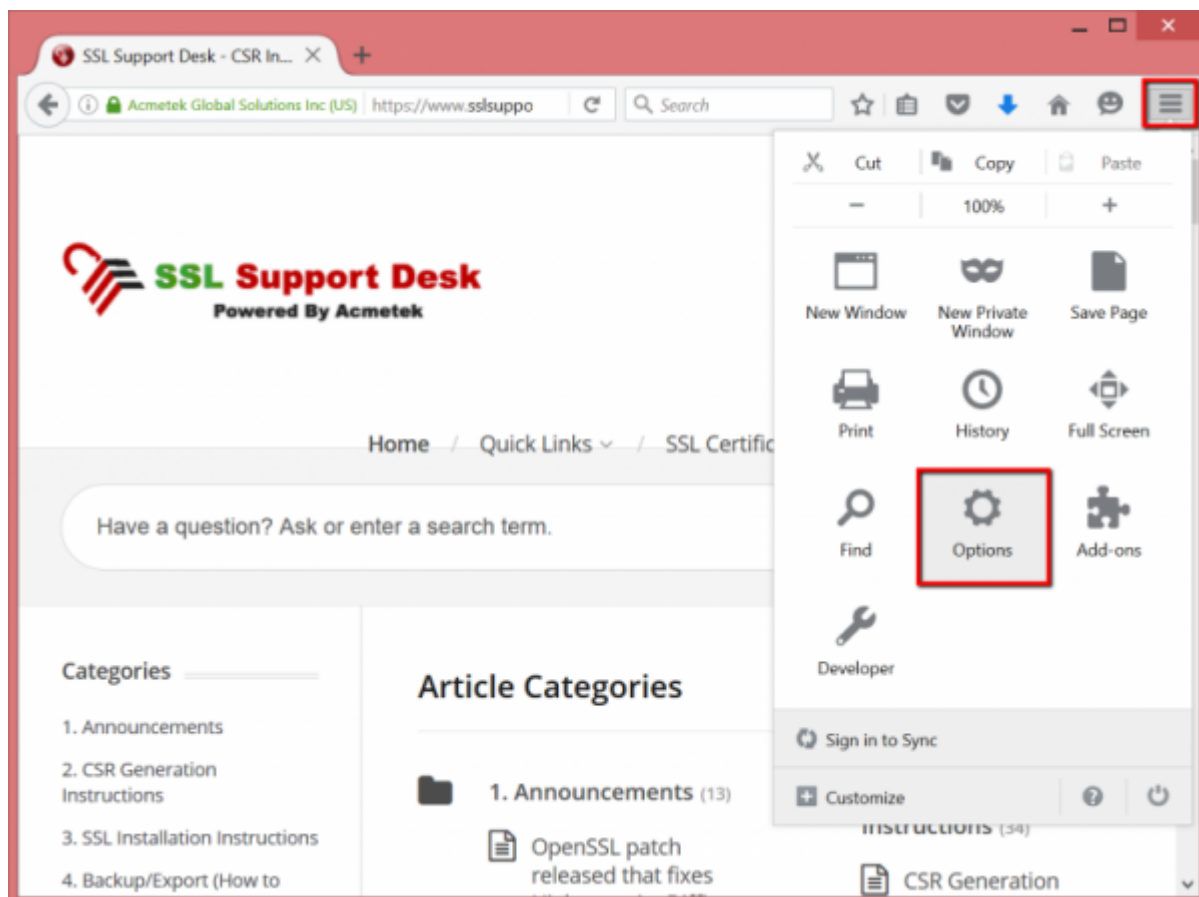 SSL Support Desk - CSR In...
Acmetek Global Solutions Inc (US)
https://www.sslsuppo
Search
Cut
Copy
Paste
100%
New Window
New Private
Window
Save Page
Print
History
Full Screen
Find
Options
Add-ons
Developer
Sign in to Sync
Customize
SSL Support Desk
Powered By Acmetek
Home / Quick Links / SSL Certific
Have a question? Ask or enter a search term.
Categories
1. Announcements
2. CSR Generation
Instructions
3. SSL Installation Instructions
4. Backup/Export (How to
Article Categories
1. Announcements (13)
OpenSSL patch
released that fixes
Instructions (34)
CSR Generation